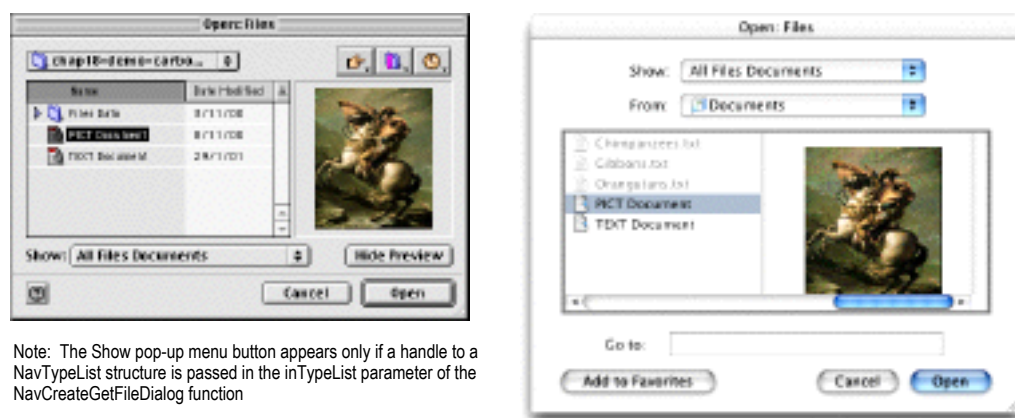 Open: Files
chap18-demo-carbo...
Name Date Modified
Files Data 8/11/00
PICT Document 8/11/00
TEXT Document 29/1/01
Show: All Files Documents
Hide Preview
Cancel Open
Note: The Show pop-up menu button appears only if a handle to a
NavTypeList structure is passed in the inTypeList parameter of the
NavCreateGetFileDialog function
Open: Files
Show: All Files Documents
From: Documents
Chimpanzees.txt
Gibbons.txt
Orangutans.txt
PICT Document
TEXT Document
Go to:
Add to Favorites Cancel Open